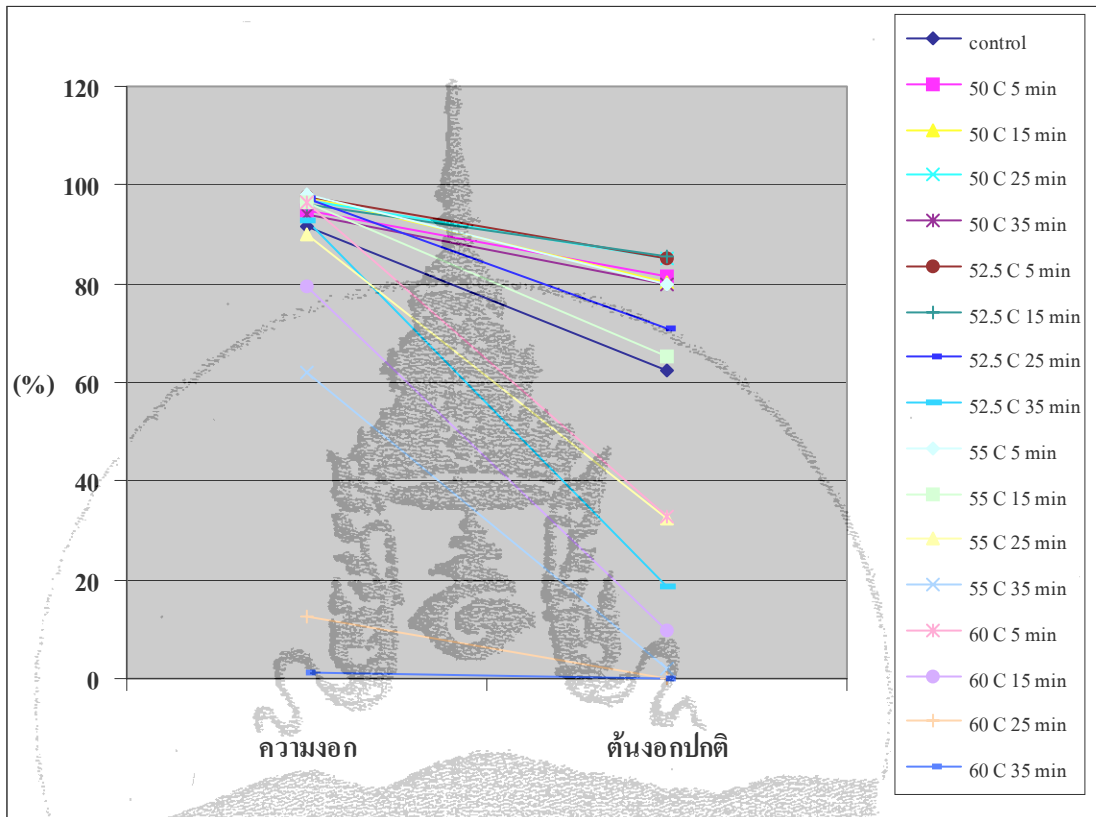 120
100
80
60
40
20
0
(%)
ความงอก
ต้นงอกปกติ
control
50 C 5 min
50 C 15 min
50 C 25 min
50 C 35 min
52.5 C 5 min
52.5 C 15 min
52.5 C 25 min
52.5 C 35 min
55 C 5 min
55 C 15 min
55 C 25 min
55 C 35 min
60 C 5 min
60 C 15 min
60 C 25 min
60 C 35 min